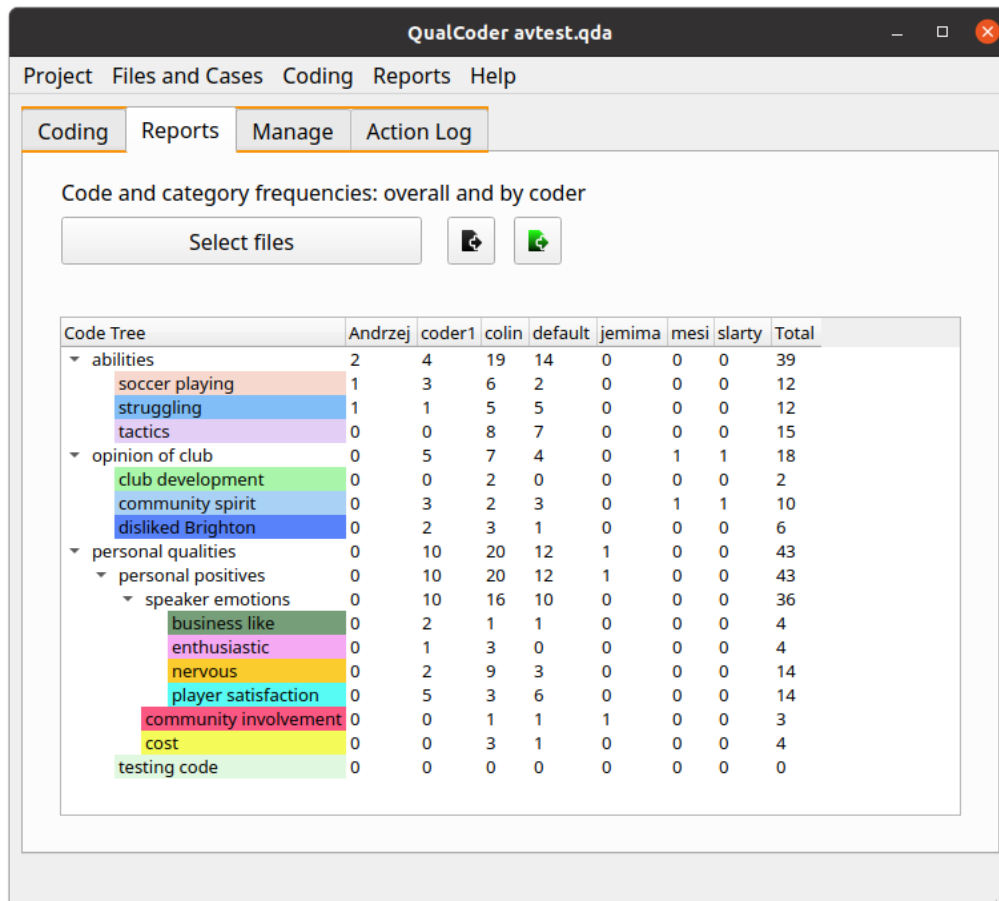 QualCoder avtest.qda
Project Files and Cases Coding Reports Help
Coding Reports Manage Action Log
Code and category frequencies: overall and by coder
Select files
Code Tree Andrzej coder1 colin default jemima mesi slarty Total
abilities 2 4 19 14 0 0 0 39
soccer playing 1 3 6 2 0 0 0 12
struggling 1 1 5 5 0 0 0 12
tactics 0 0 8 7 0 0 0 15
opinion of club 0 5 7 4 0 1 1 18
club development 0 0 2 0 0 0 0 2
community spirit 0 3 2 3 0 1 1 10
disliked Brighton 0 2 3 1 0 0 0 6
personal qualities 0 10 20 12 1 0 0 43
personal positives 0 10 20 12 1 0 0 43
speaker emotions 0 10 16 10 0 0 0 36
business like 0 2 1 1 0 0 0 4
enthusiastic 0 1 3 0 0 0 0 4
nervous 0 2 9 3 0 0 0 14
player satisfaction 0 5 3 6 0 0 0 14
community involvement 0 0 1 1 1 0 0 3
cost 0 0 3 1 0 0 0 4
testing code 0 0 0 0 0 0 0 0